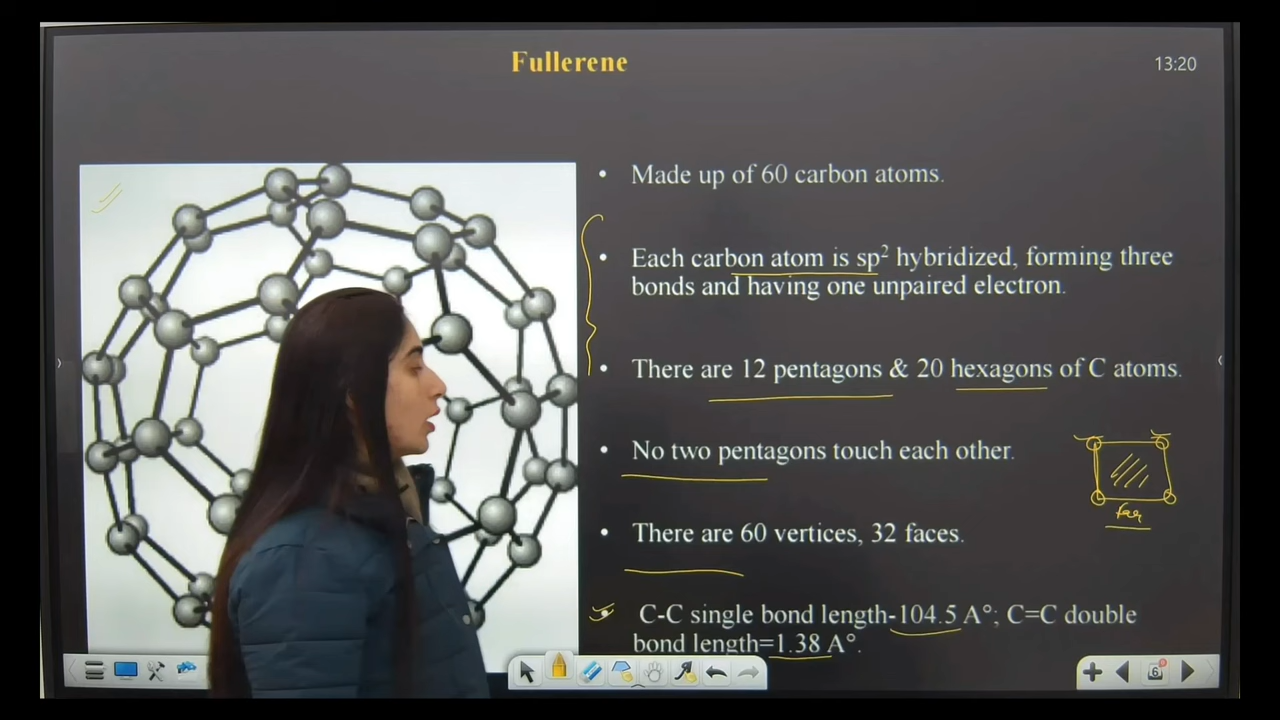 Fullerene
13:20
• Made up of 60 carbon atoms.
• Each carbon atom is sp² hybridized, forming three
bonds and having one unpaired electron.
• There are 12 pentagons & 20 hexagons of C atoms.
• No two pentagons touch each other.
• There are 60 vertices, 32 faces.
• C-C single bond length-104.5 A°; C=C double
bond length=1.38 A°.
6